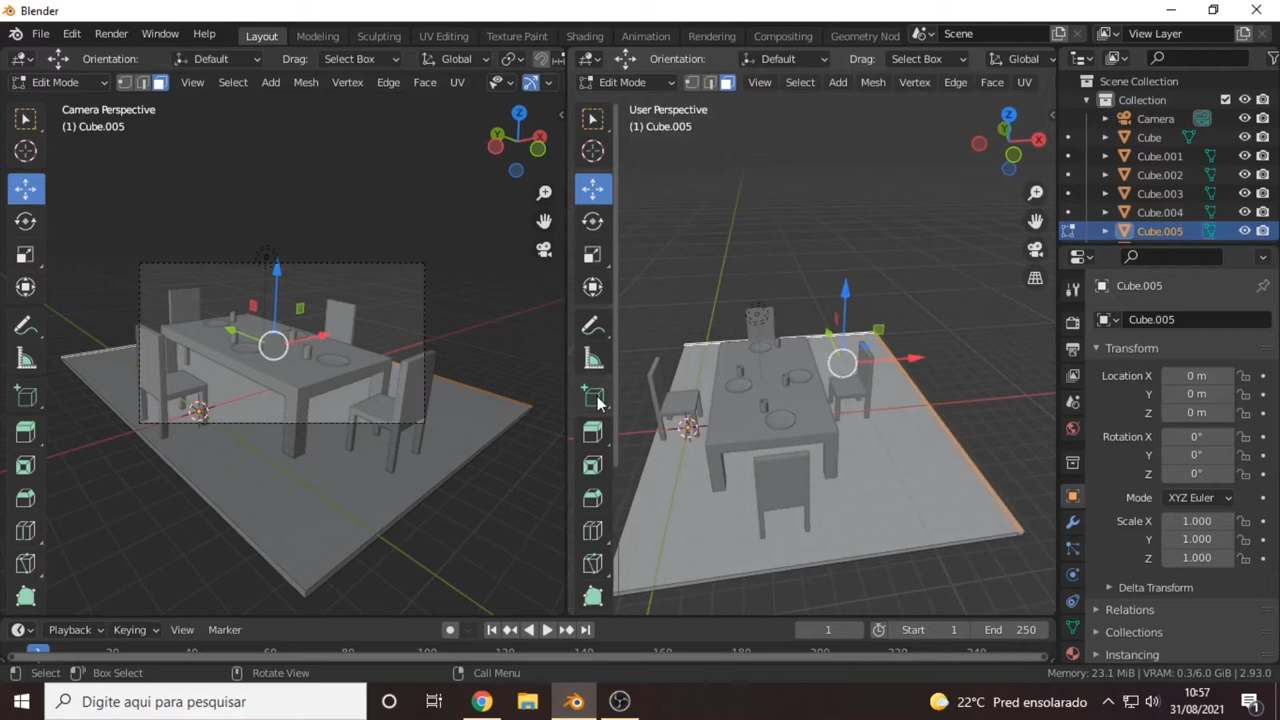 Blender
File Edit Render Window Help Layout Modeling Sculpting UV Editing Texture Paint Shading Animation Rendering Compositing Geometry Nod Scene View Layer
Orientation: Default Drag: Select Box Global Orientation: Default Drag: Select Box Global
Edit Mode View Select Add Mesh Vertex Edge Face UV Edit Mode View Select Add Mesh Vertex Edge Face UV
Camera Perspective
(1) Cube.005
User Perspective
(1) Cube.005
Z
Y
X
Z
Y
X
Scene Collection
Collection
Camera
Cube
Cube.001
Cube.002
Cube.003
Cube.004
Cube.005
Cube.005
Cube.005
Transform
Location X 0 m
Y 0 m
Z 0 m
Rotation X 0°
Y 0°
Z 0°
Mode XYZ Euler
Scale X 1.000
Y 1.000
Z 1.000
Delta Transform
Relations
Collections
Instancing
Playback Keying View Marker 1 Start 1 End 250
Select Box Select Rotate View Call Menu Memory: 23.1 MiB | VRAM: 0.3/6.0 GiB | 2.93.0
Digite aqui para pesquisar 22°C Pred ensolarado 10:57
31/08/2021